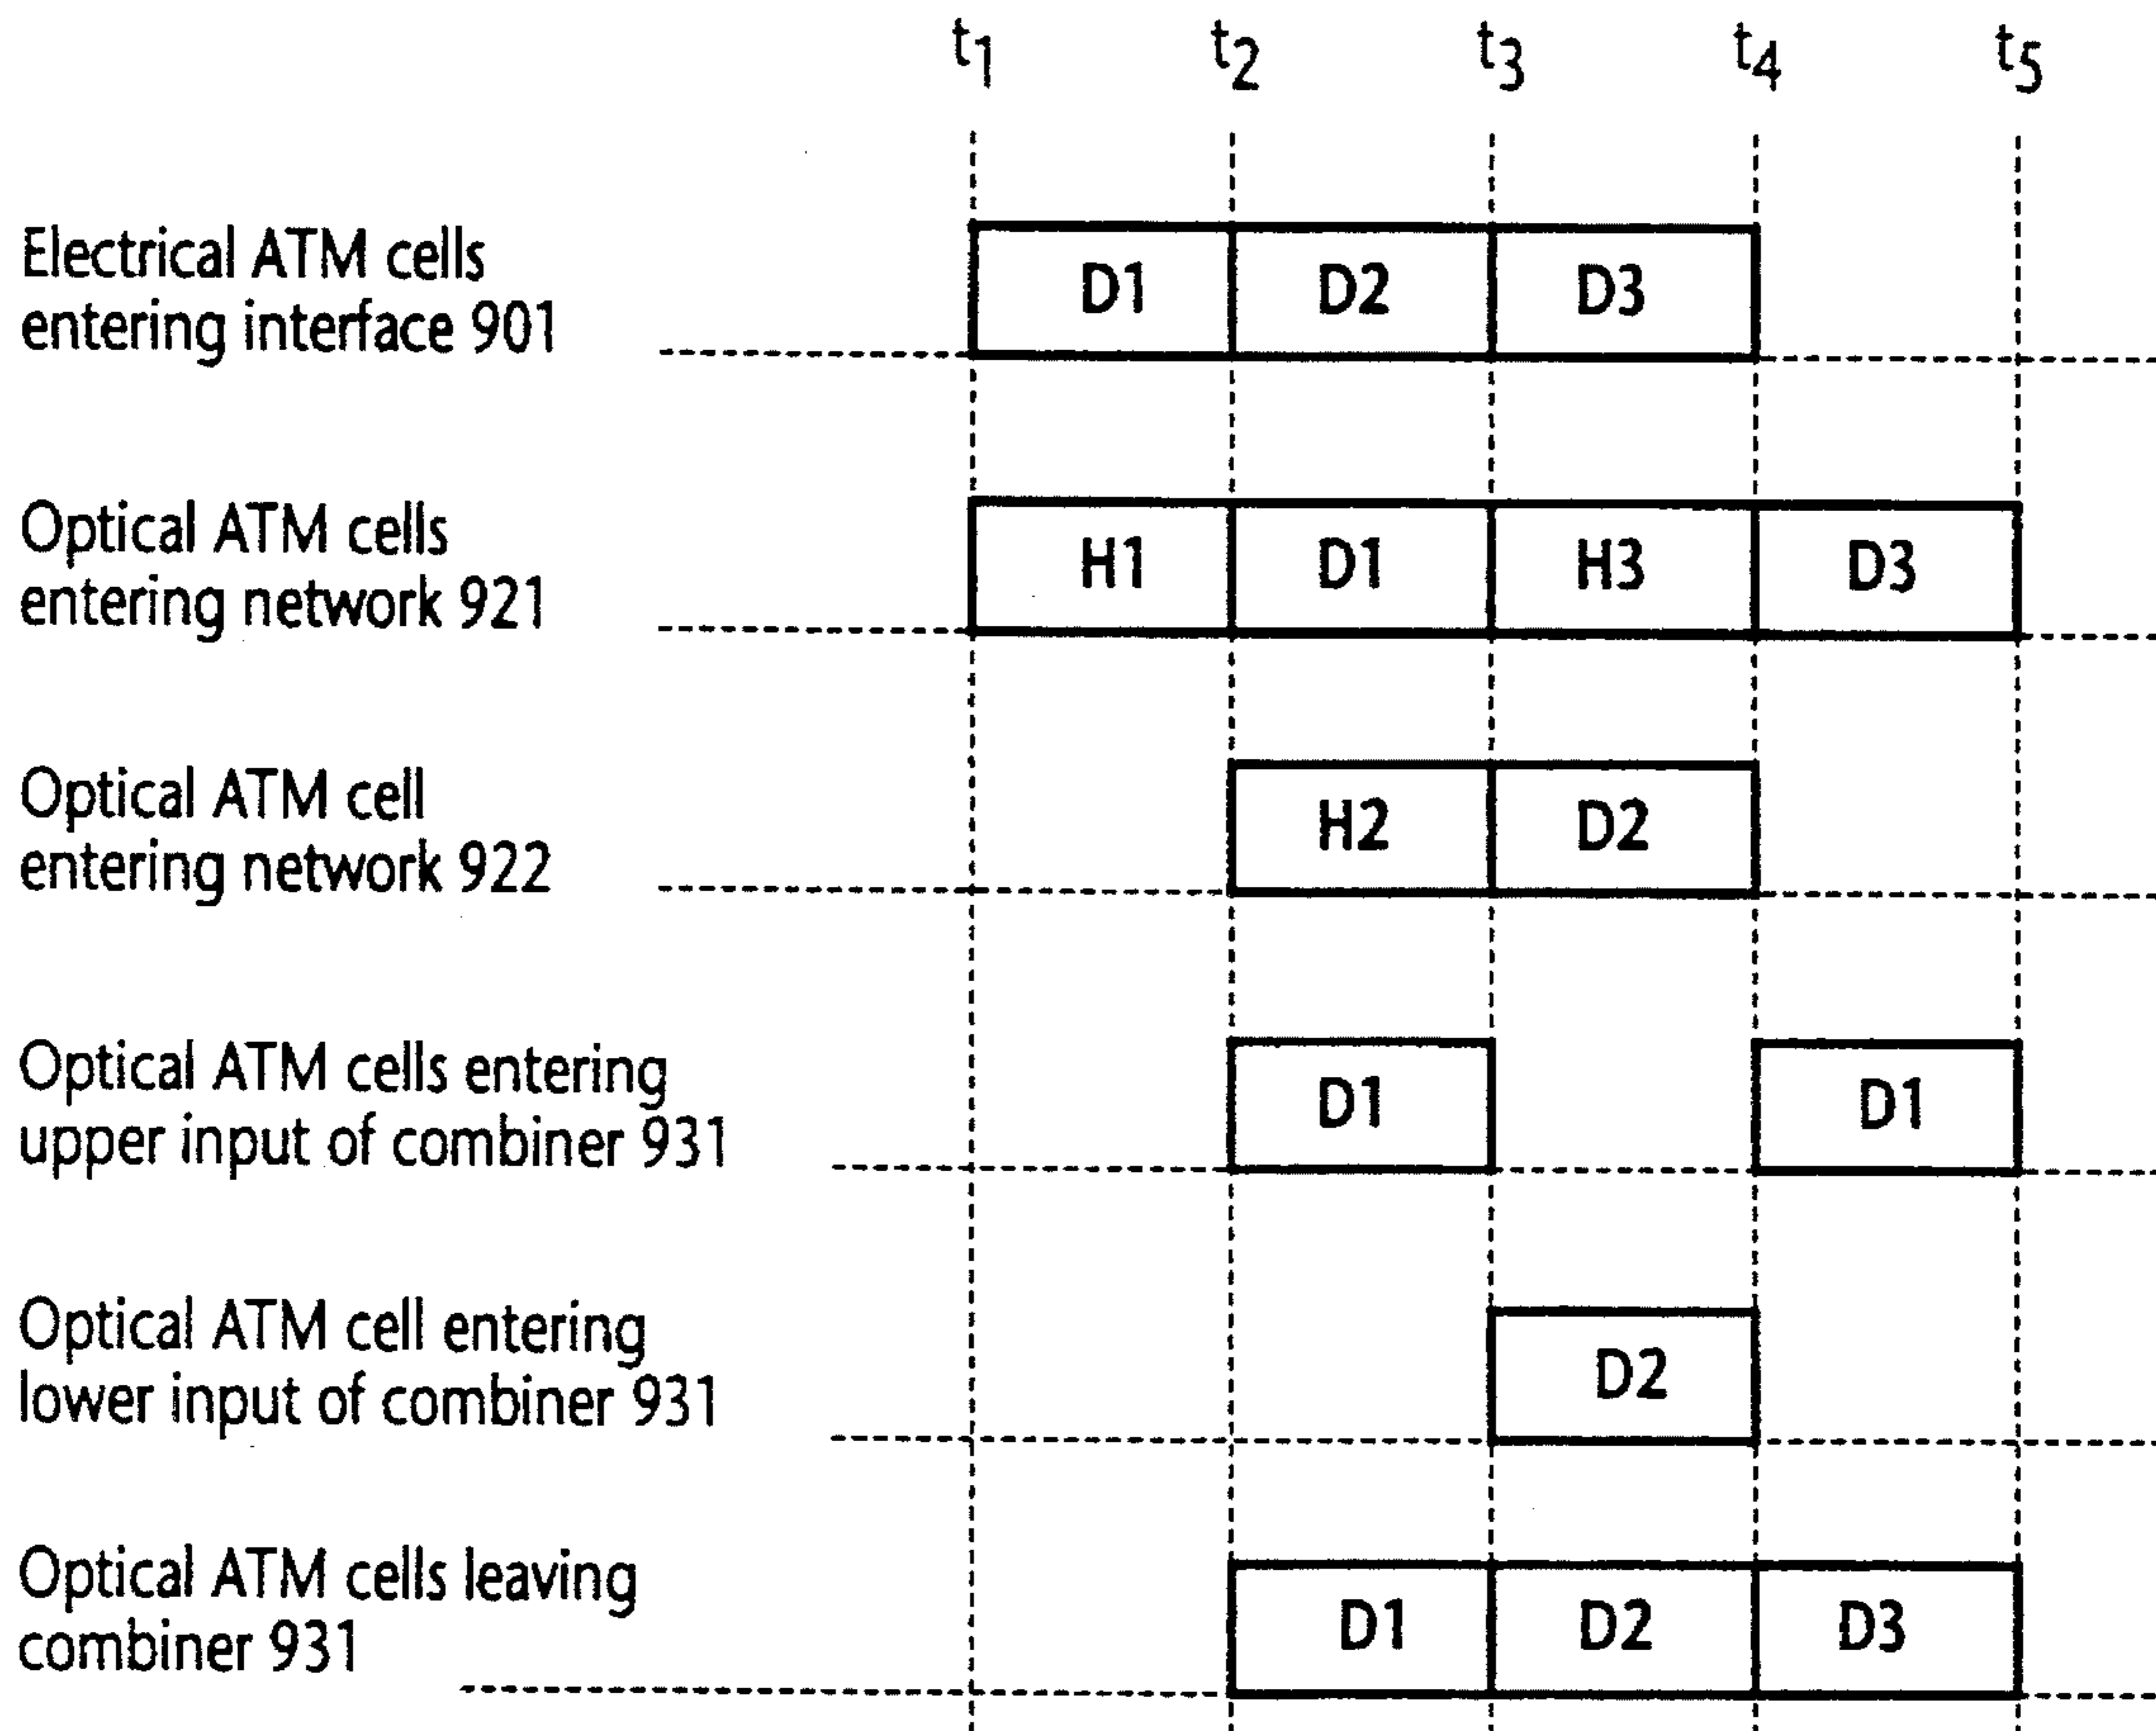 t1 t2 t3 t4 t5
Electrical ATM cells
entering interface 901
D1 D2 D3
Optical ATM cells
entering network 921
H1 D1 H3 D3
Optical ATM cell
entering network 922
H2 D2
Optical ATM cells entering
upper input of combiner 931
D1 D1
Optical ATM cell entering
lower input of combiner 931
D2
Optical ATM cells leaving
combiner 931
D1 D2 D3